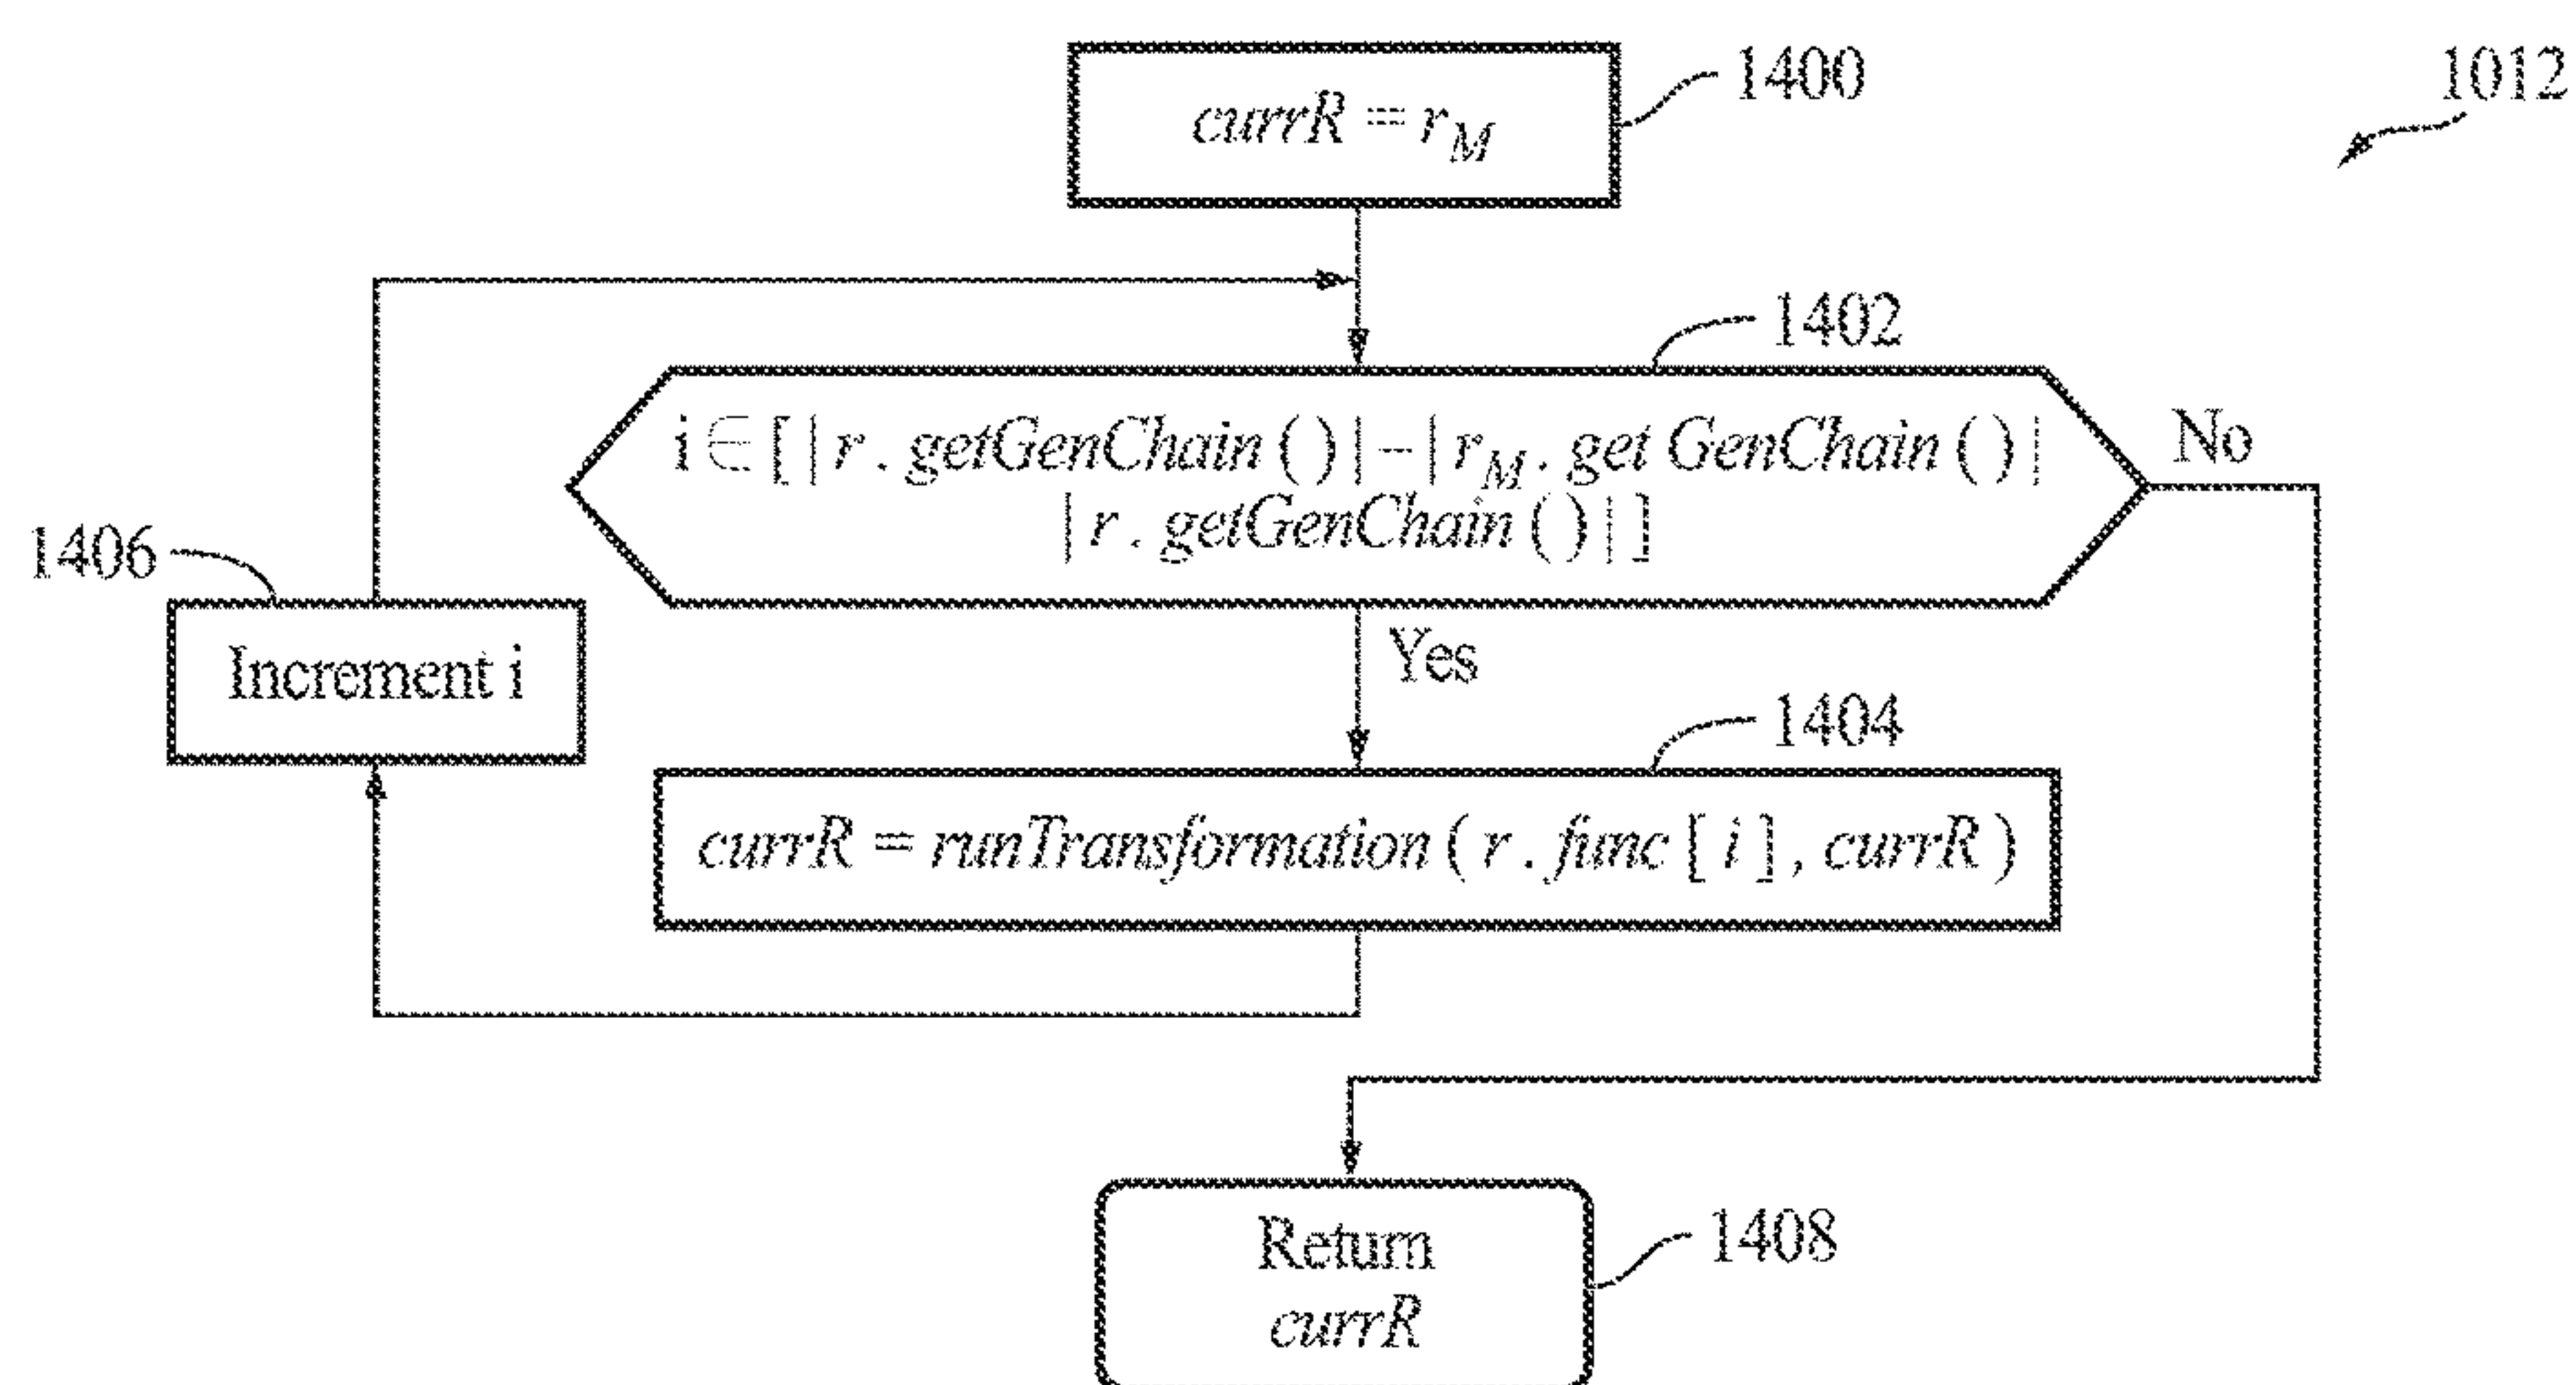 1400
1012
currR = r_M
1402
i ∈ [ | r . getGenChain ( ) | – | r_M . get GenChain ( ) |
| r . getGenChain ( ) | ]
No
1406
Increment i
Yes
1404
currR = runTransformation ( r . func [ i ] , currR )
Return
currR
1408